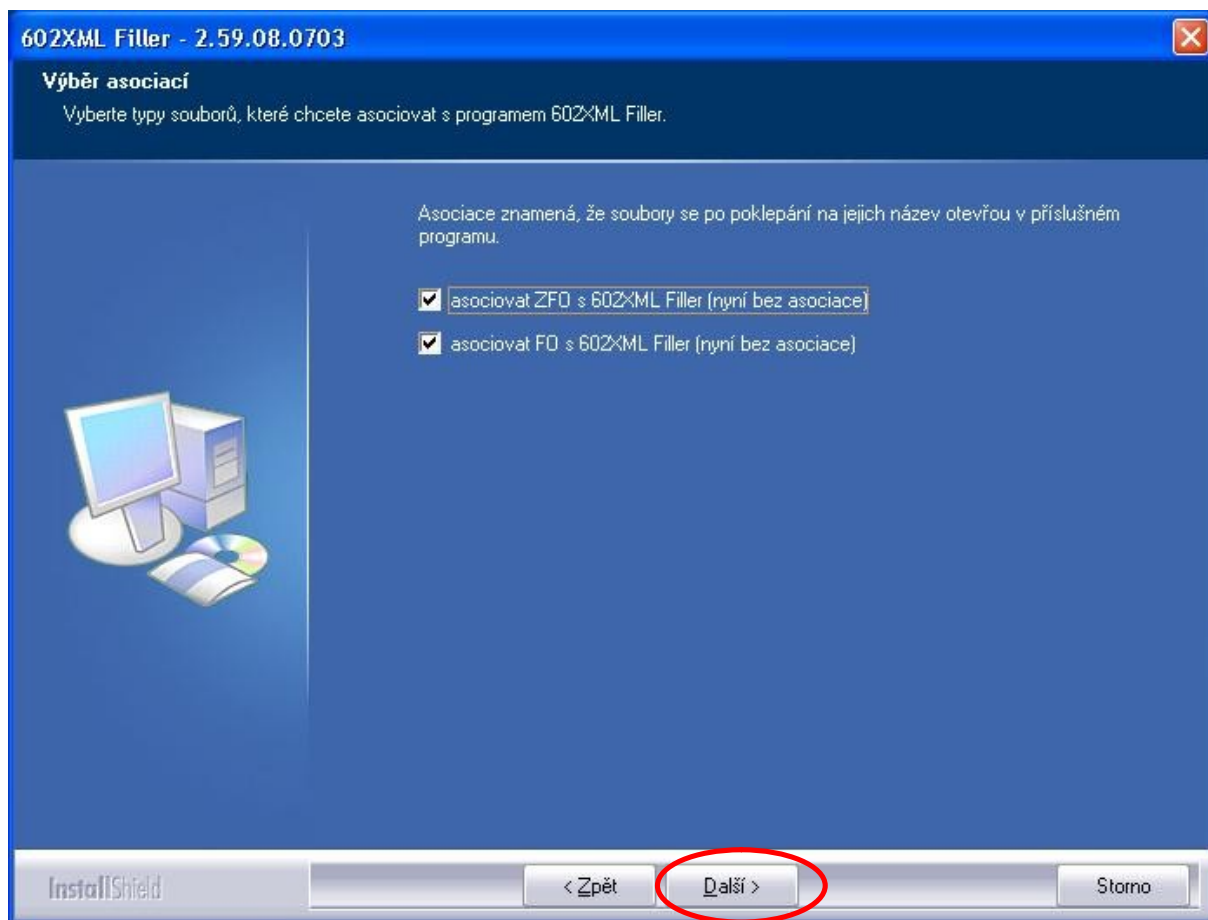 602XML Filler - 2.59.08.0703
Výběr asociací
Vyberte typy souborů, které chcete asociovat s programem 602XML Filler.
Asociace znamená, že soubory se po poklepání na jejich název otevřou v příslušném
programu.
asociovat ZFO s 602XML Filler (nyní bez asociace)
asociovat FO s 602XML Filler (nyní bez asociace)
InstallShield
< Zpět
Další >
Storno